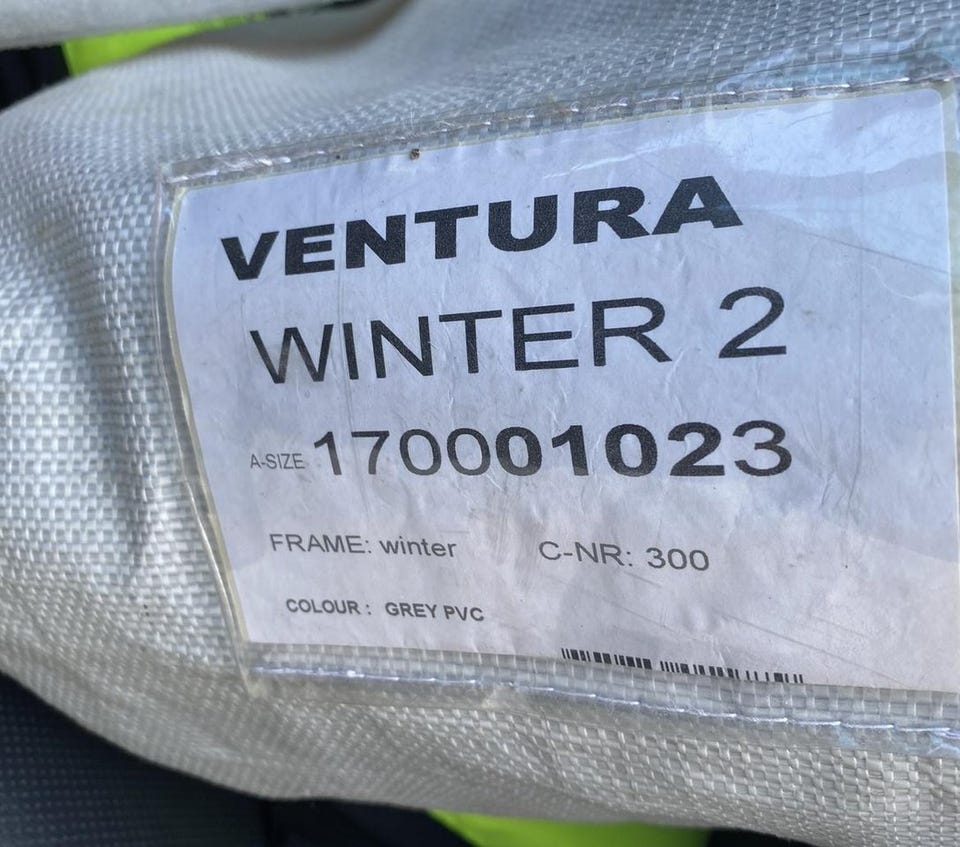 VENTURA
WINTER 2
A-SIZE 170001023
FRAME: winter C-NR: 300
COLOUR : GREY PVC